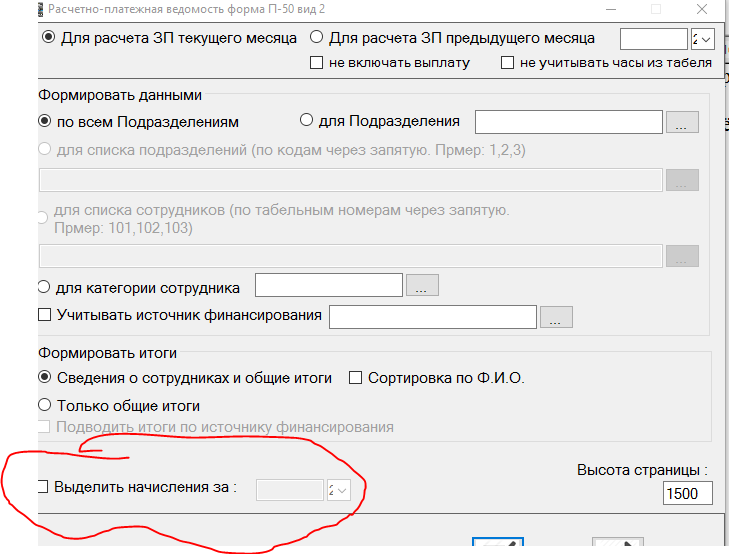 Расчетно-платежная ведомость форма П-50 вид 2
Для расчета ЗП текущего месяца Для расчета ЗП предыдущего месяца
не включать выплату не учитывать часы из табеля
Формировать данными
по всем Подразделениям для Подразделения ...
для списка подразделений (по кодам через запятую. Прмер: 1,2,3)
...
для списка сотрудников (по табельным номерам через запятую.
Прмер: 101,102,103)
...
для категории сотрудника ...
Учитывать источник финансирования ...
Формировать итоги
Сведения о сотрудниках и общие итоги Сортировка по Ф.И.О.
Только общие итоги
Подводить итоги по источнику финансирования
Высота страницы :
Выделить начисления за :
1500